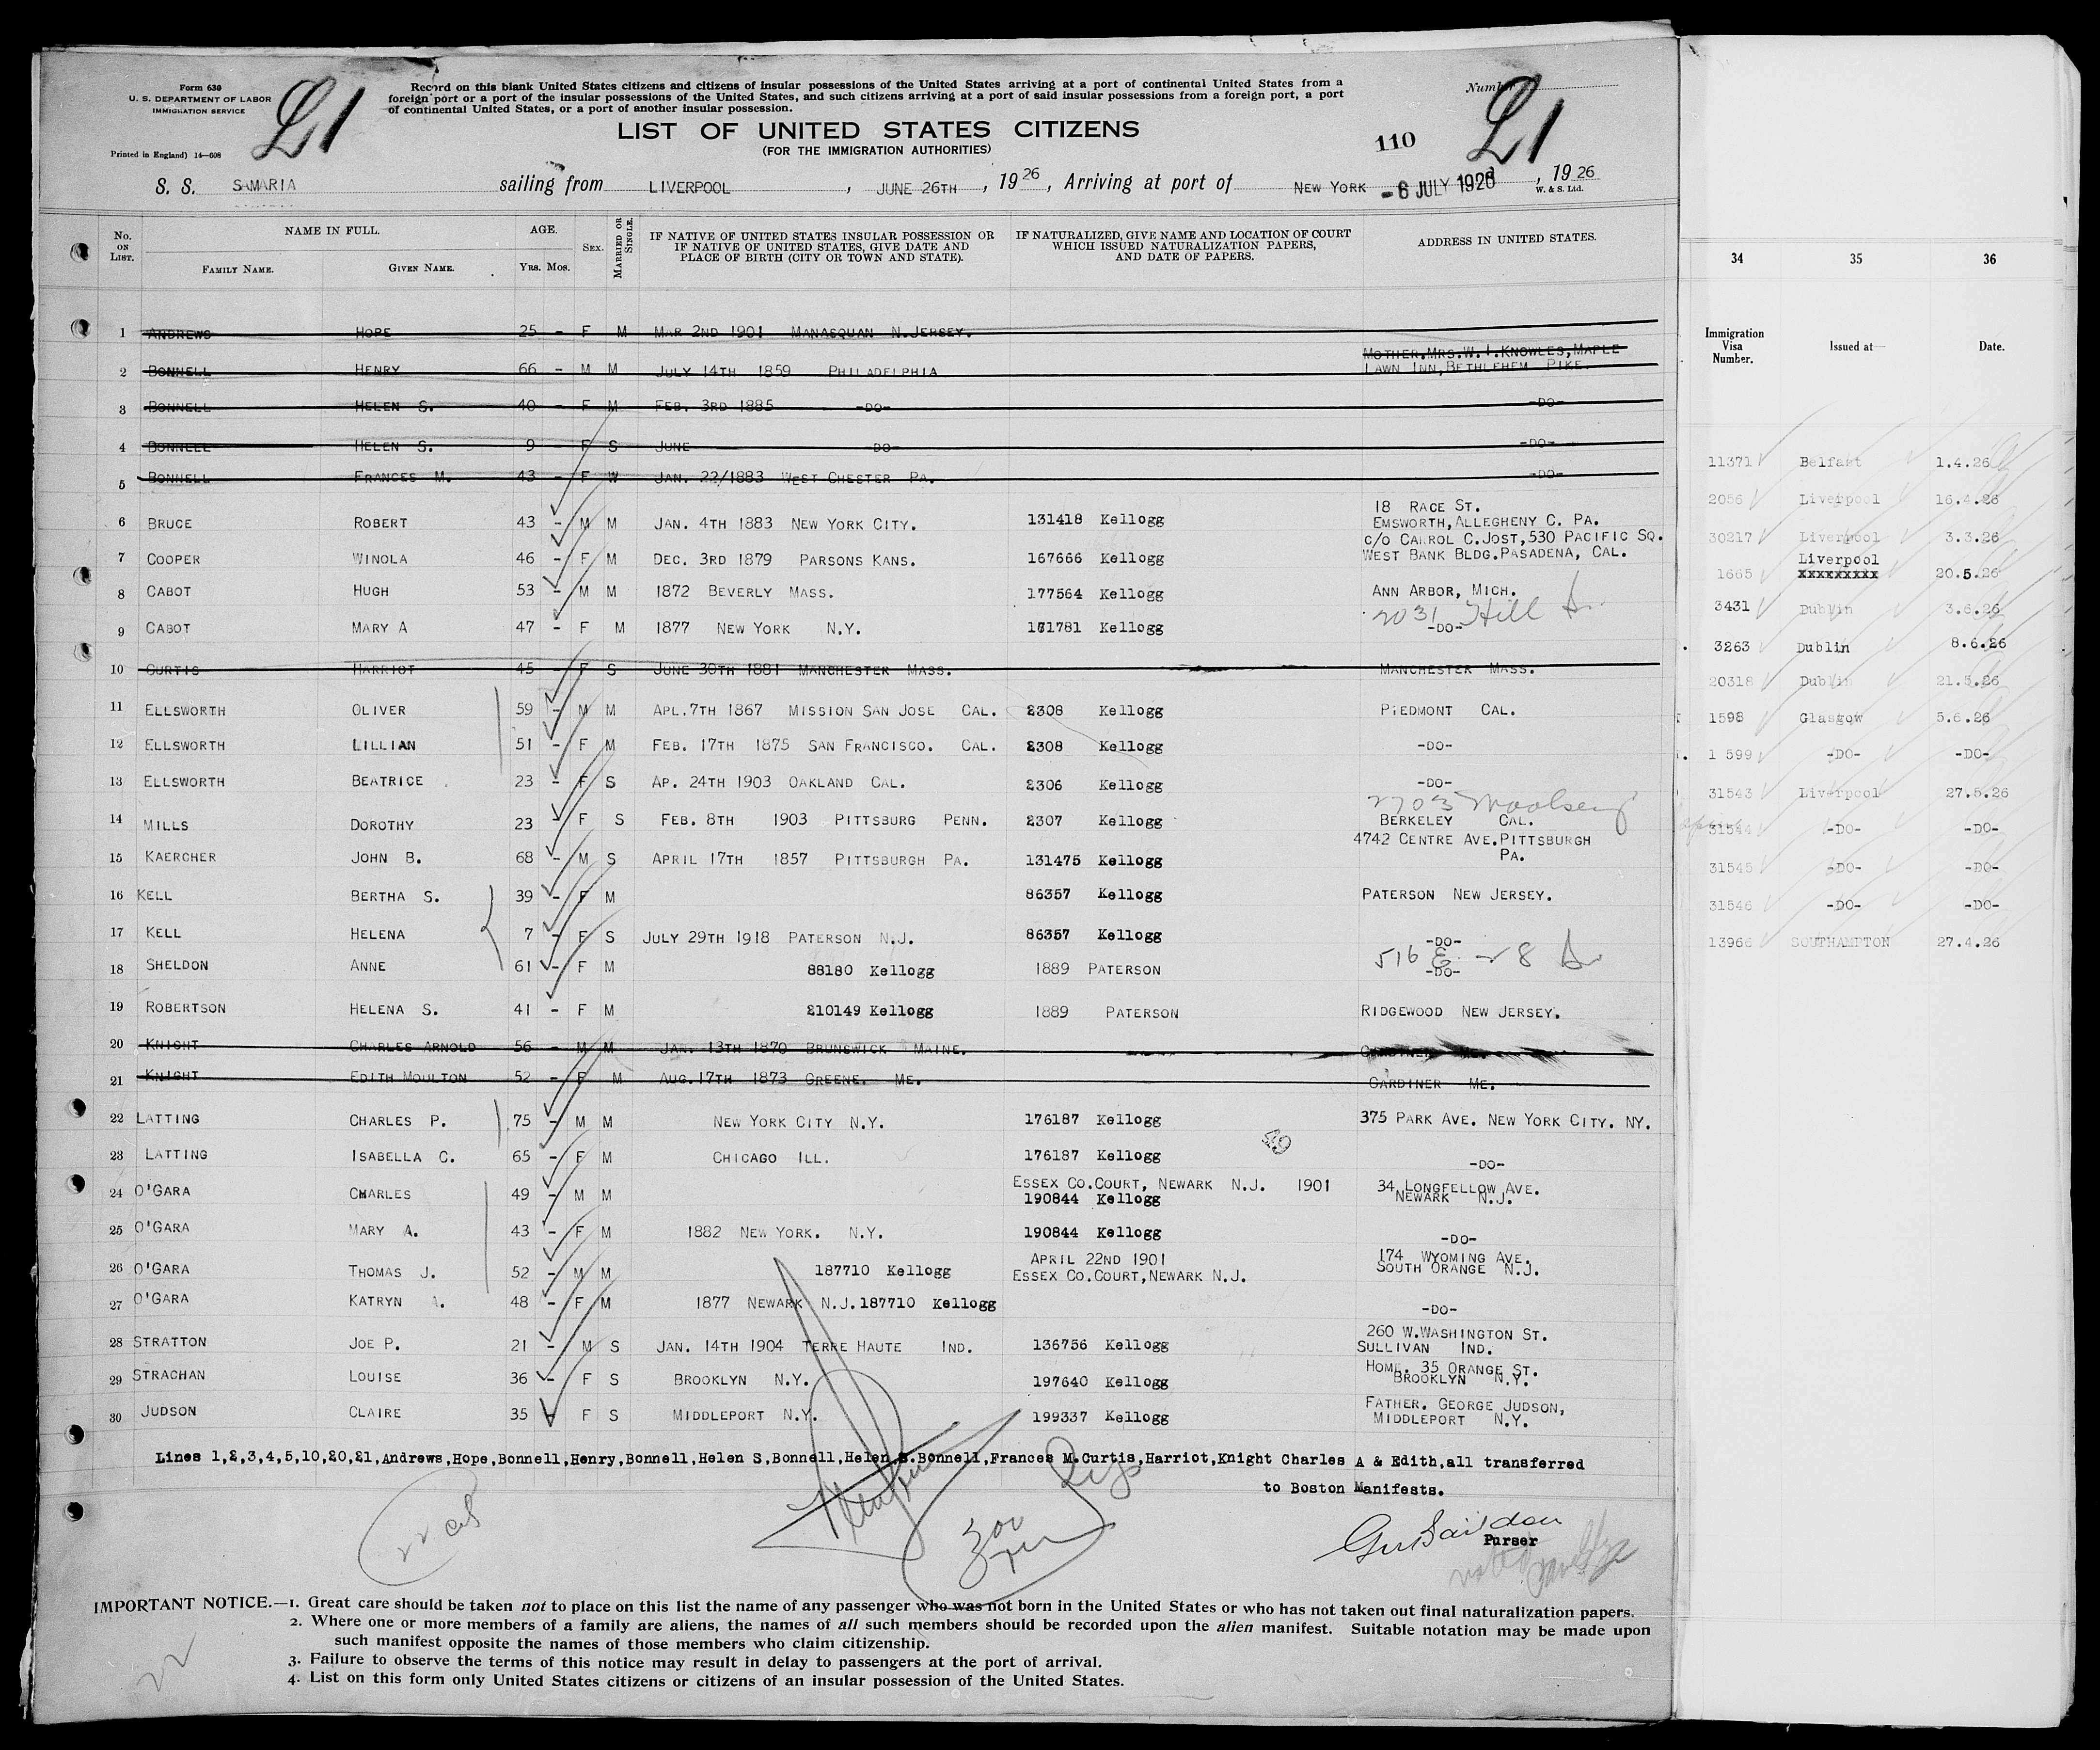 Form 630
U. S. DEPARTMENT OF LABOR
IMMIGRATION SERVICE
Printed in England) 14—608
L1
Record on this blank United States citizens and citizens of insular possessions of the United States arriving at a port of continental United States from a
foreign port or a port of the insular possessions of the United States, and such citizens arriving at a port of said insular possessions from a foreign port, a port
of continental United States, or a port of another insular possession.
LIST OF UNITED STATES CITIZENS
(FOR THE IMMIGRATION AUTHORITIES)
Number
110
L1
S. S. SAMARIA sailing from LIVERPOOL, JUNE 26TH, 1926, Arriving at port of NEW YORK -6 JULY 1926, 1926
W. & S. Ltd.
No. ON LIST. NAME IN FULL. FAMILY NAME. GIVEN NAME. AGE. Yrs. Mos. SEX. MARRIED OR SINGLE. IF NATIVE OF UNITED STATES INSULAR POSSESSION OR IF NATIVE OF UNITED STATES, GIVE DATE AND PLACE OF BIRTH (CITY OR TOWN AND STATE). IF NATURALIZED, GIVE NAME AND LOCATION OF COURT WHICH ISSUED NATURALIZATION PAPERS, AND DATE OF PAPERS. ADDRESS IN UNITED STATES.
1 ANDREWS HOPE 25 - F M MAR 2ND 1901 MANASQUAN N.JERSEY.
MOTHER.MRS.W.I.KNOWLES,MAPLE
2 BONNELL HENRY 66 - M M JULY 14TH 1859 PHILADELPHIA LAWN INN,BETHLEHEM PIKE.
3 BONNELL HELEN S. 40 - F M FEB. 3RD 1885 -DO- -DO-
4 BONNELL HELEN S. 9 - F S JUNE -DO- -DO-
5 BONNELL FRANCES M. 43 - F W JAN. 22/1883 WEST CHESTER PA. -DO-
18 RACE ST.
6 BRUCE ROBERT 43 - M M JAN. 4TH 1883 NEW YORK CITY. 131418 Kellogg EMSWORTH,ALLEGHENY C. PA.
C/O CARROL C.JOST,530 PACIFIC SQ.
7 COOPER WINOLA 46 - F M DEC. 3RD 1879 PARSONS KANS. 167666 Kellogg WEST BANK BLDG.PASADENA, CAL.
8 CABOT HUGH 53 - M M 1872 BEVERLY MASS. 177564 Kellogg ANN ARBOR, MICH.
2031 Hill St.
9 CABOT MARY A 47 - F M 1877 NEW YORK N.Y. 171781 Kellogg -DO-
10 CURTIS HARRIOT 45 - F S JUNE 30TH 1881 MANCHESTER MASS. MANCHESTER MASS.
11 ELLSWORTH OLIVER 59 - M M APL.7TH 1867 MISSION SAN JOSE CAL. 2308 Kellogg PIEDMONT CAL.
12 ELLSWORTH LILLIAN 51 - F M FEB. 17TH 1875 SAN FRANCISCO. CAL. 2308 Kellogg -DO-
13 ELLSWORTH BEATRICE 23 - F S AP. 24TH 1903 OAKLAND CAL. 2306 Kellogg -DO-
2703 Woolsey
14 MILLS DOROTHY 23 - F S FEB. 8TH 1903 PITTSBURG PENN. 2307 Kellogg BERKELEY CAL.
4742 CENTRE AVE.PITTSBURGH
15 KAERCHER JOHN B. 68 - M S APRIL 17TH 1857 PITTSBURGH PA. 131475 Kellogg PA.
16 KELL BERTHA S. 39 - F M 86357 Kellogg PATERSON NEW JERSEY.
17 KELL HELENA 7 - F S JULY 29TH 1918 PATERSON N.J. 86357 Kellogg -DO-
516 E. 28 St
18 SHELDON ANNE 61 - F M 88180 Kellogg 1889 PATERSON -DO-
19 ROBERTSON HELENA S. 41 - F M 210149 Kellogg 1889 PATERSON RIDGEWOOD NEW JERSEY.
20 KNIGHT CHARLES ARNOLD 56 - M M JAN. 13TH 1870 BRUNSWICK MAINE. GARDINER ME.
21 KNIGHT EDITH MOULTON 52 - F M AUG.17TH 1873 GREENE. ME. GARDINER ME.
22 LATTING CHARLES P. 75 - M M NEW YORK CITY N.Y. 176187 Kellogg 375 PARK AVE. NEW YORK CITY. NY.
23 LATTING ISABELLA C. 65 - F M CHICAGO ILL. 176187 Kellogg -DO-
ESSEX CO.COURT, NEWARK N.J. 1901 34 LONGFELLOW AVE.
24 O'GARA CHARLES 49 - M M 190844 Kellogg NEWARK N.J.
25 O'GARA MARY A. 43 - F M 1882 NEW YORK. N.Y. 190844 Kellogg -DO-
APRIL 22ND 1901 174 WYOMING AVE.
26 O'GARA THOMAS J. 52 - M M 187710 Kellogg ESSEX CO.COURT,NEWARK N.J. SOUTH ORANGE N.J.
27 O'GARA KATRYN A. 48 - F M 1877 NEWARK N.J.187710 Kellogg -DO-
260 W.WASHINGTON ST.
28 STRATTON JOE P. 21 - M S JAN. 14TH 1904 TERRE HAUTE IND. 136756 Kellogg SULLIVAN IND.
HOME. 35 ORANGE ST.
29 STRACHAN LOUISE 36 - F S BROOKLYN N.Y. 197640 Kellogg BROOKLYN N.Y.
FATHER. GEORGE JUDSON,
30 JUDSON CLAIRE 35 - F S MIDDLEPORT N.Y. 199337 Kellogg MIDDLEPORT N.Y.
Lines 1,2,3,4,5,10,20,21,Andrews,Hope,Bonnell,Henry,Bonnell,Helen S,Bonnell,Helen S.Bonnell,Frances M.Curtis,Harriot,Knight Charles A & Edith,all transferred
to Boston Manifests.
Purser
IMPORTANT NOTICE.—1. Great care should be taken not to place on this list the name of any passenger who was not born in the United States or who has not taken out final naturalization papers.
2. Where one or more members of a family are aliens, the names of all such members should be recorded upon the alien manifest. Suitable notation may be made upon
such manifest opposite the names of those members who claim citizenship.
3. Failure to observe the terms of this notice may result in delay to passengers at the port of arrival.
4. List on this form only United States citizens or citizens of an insular possession of the United States.
22
34 35 36
Immigration Visa Number. Issued at— Date.
11371 Belfast 1.4.26
2056 Liverpool 16.4.26
30217 Liverpool 3.3.26
Liverpool
1665 xxxxxxxxx 20.5.26
3431 Dublin 3.6.26
3263 Dublin 8.6.26
20318 Dublin 21.5.26
1598 Glasgow 5.6.26
1 599 -DO- -DO-
31543 Liverpool 27.5.26
31544 -DO- -DO-
31545 -DO- -DO-
31546 -DO- -DO-
13966 SOUTHAMPTON 27.4.26